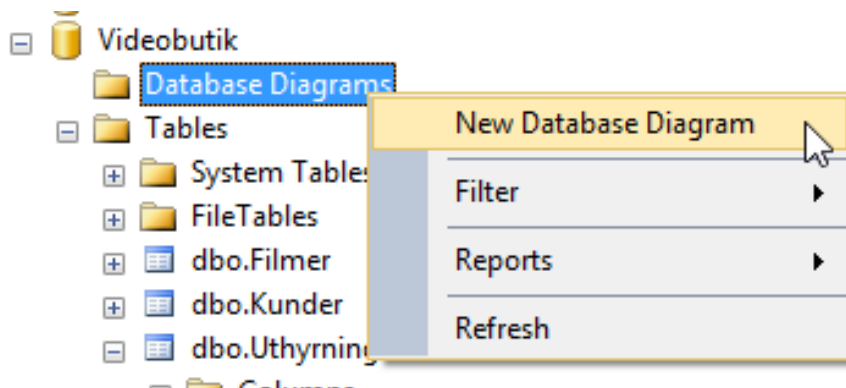 Videobutik
Database Diagrams
New Database Diagram
Tables
System Tables
Filter
FileTables
dbo.Filmer
Reports
dbo.Kunder
Refresh
dbo.Uthyrning
Columns